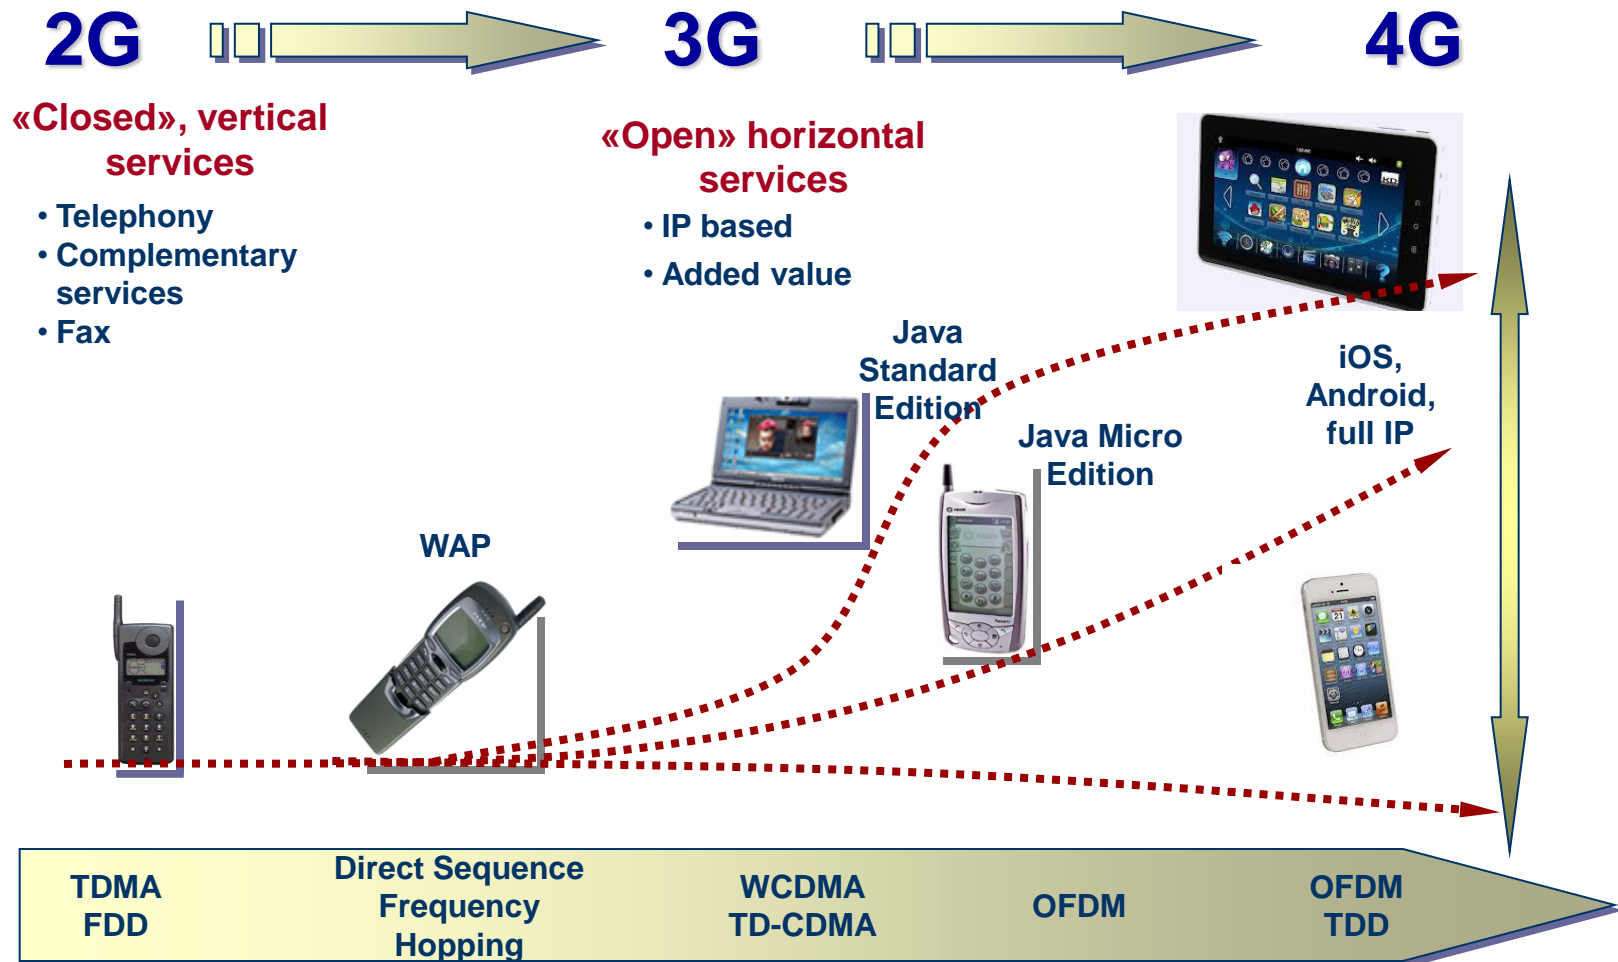 2G
3G
4G
«Closed», vertical
services
• Telephony
• Complementary
services
• Fax
«Open» horizontal
services
• IP based
• Added value
Java
Standard
Edition
Java Micro
Edition
iOS,
Android,
full IP
WAP
TDMA
FDD
Direct Sequence
Frequency
Hopping
WCDMA
TD-CDMA
OFDM
OFDM
TDD